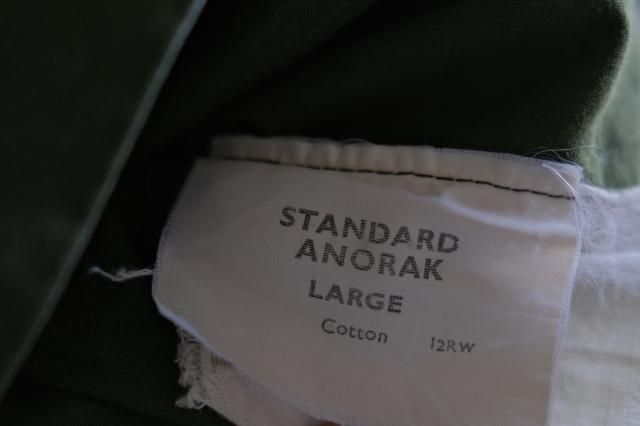 STANDARD
ANORAK
LARGE
Cotton 12RW